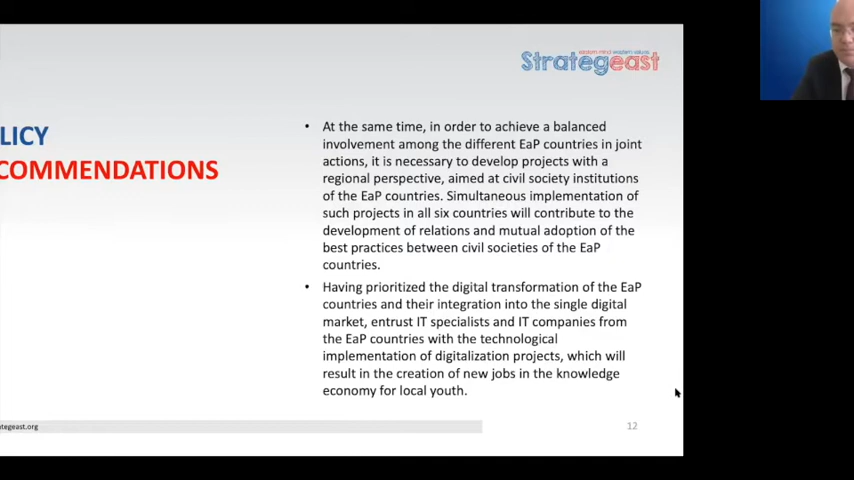 eastern mind western values
Strategeast
LICY
COMMENDATIONS
• At the same time, in order to achieve a balanced
involvement among the different EaP countries in joint
actions, it is necessary to develop projects with a
regional perspective, aimed at civil society institutions
of the EaP countries. Simultaneous implementation of
such projects in all six countries will contribute to the
development of relations and mutual adoption of the
best practices between civil societies of the EaP
countries.
• Having prioritized the digital transformation of the EaP
countries and their integration into the single digital
market, entrust IT specialists and IT companies from
the EaP countries with the technological
implementation of digitalization projects, which will
result in the creation of new jobs in the knowledge
economy for local youth.
ategeast.org
12